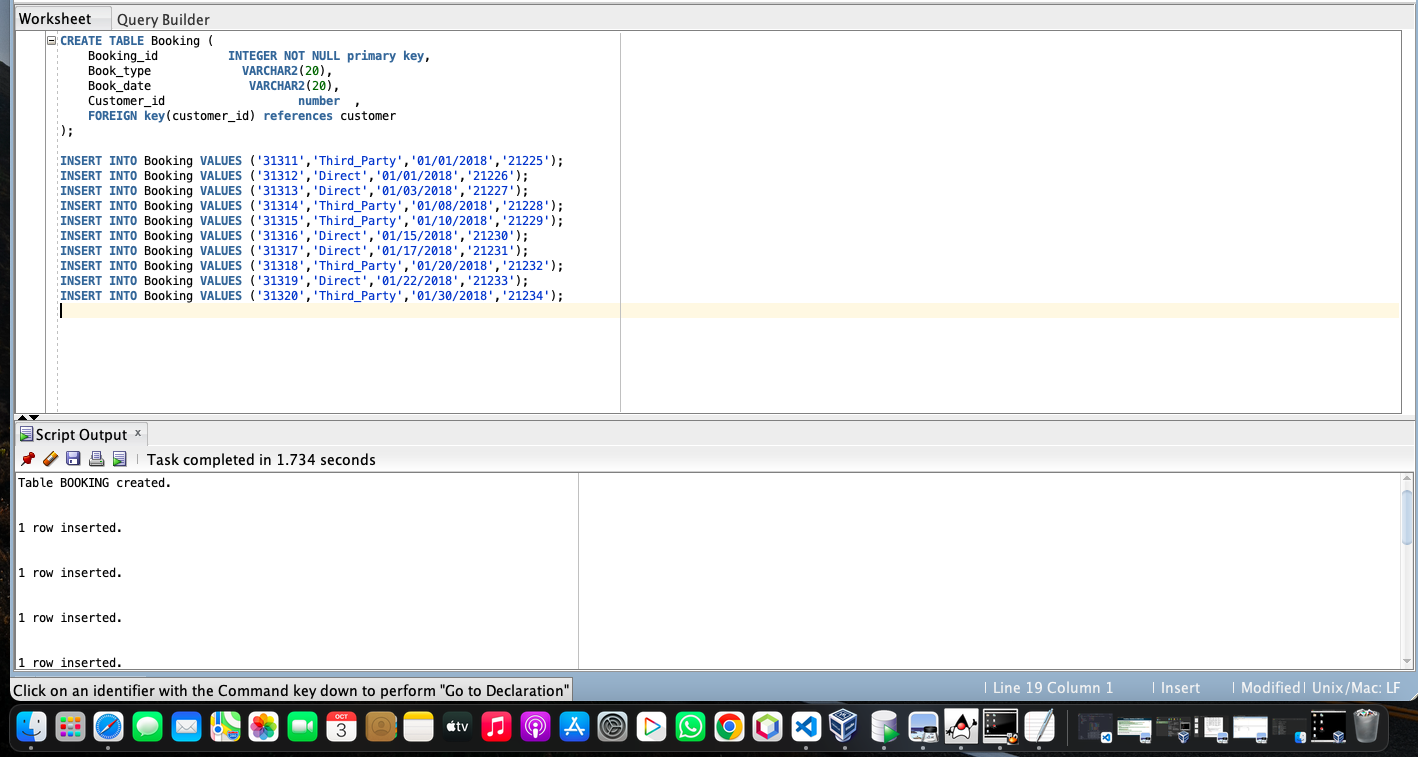 Worksheet Query Builder
CREATE TABLE Booking (
Booking_id INTEGER NOT NULL primary key,
Book_type VARCHAR2(20),
Book_date VARCHAR2(20),
Customer_id number ,
FOREIGN key(customer_id) references customer
);
INSERT INTO Booking VALUES ('31311','Third_Party','01/01/2018','21225');
INSERT INTO Booking VALUES ('31312','Direct','01/01/2018','21226');
INSERT INTO Booking VALUES ('31313','Direct','01/03/2018','21227');
INSERT INTO Booking VALUES ('31314','Third_Party','01/08/2018','21228');
INSERT INTO Booking VALUES ('31315','Third_Party','01/10/2018','21229');
INSERT INTO Booking VALUES ('31316','Direct','01/15/2018','21230');
INSERT INTO Booking VALUES ('31317','Direct','01/17/2018','21231');
INSERT INTO Booking VALUES ('31318','Third_Party','01/20/2018','21232');
INSERT INTO Booking VALUES ('31319','Direct','01/22/2018','21233');
INSERT INTO Booking VALUES ('31320','Third_Party','01/30/2018','21234');
Script Output x
Task completed in 1.734 seconds
Table BOOKING created.
1 row inserted.
1 row inserted.
1 row inserted.
1 row inserted.
Click on an identifier with the Command key down to perform "Go to Declaration"
Line 19 Column 1 Insert Modified Unix/Mac: LF
OCT
3
tv